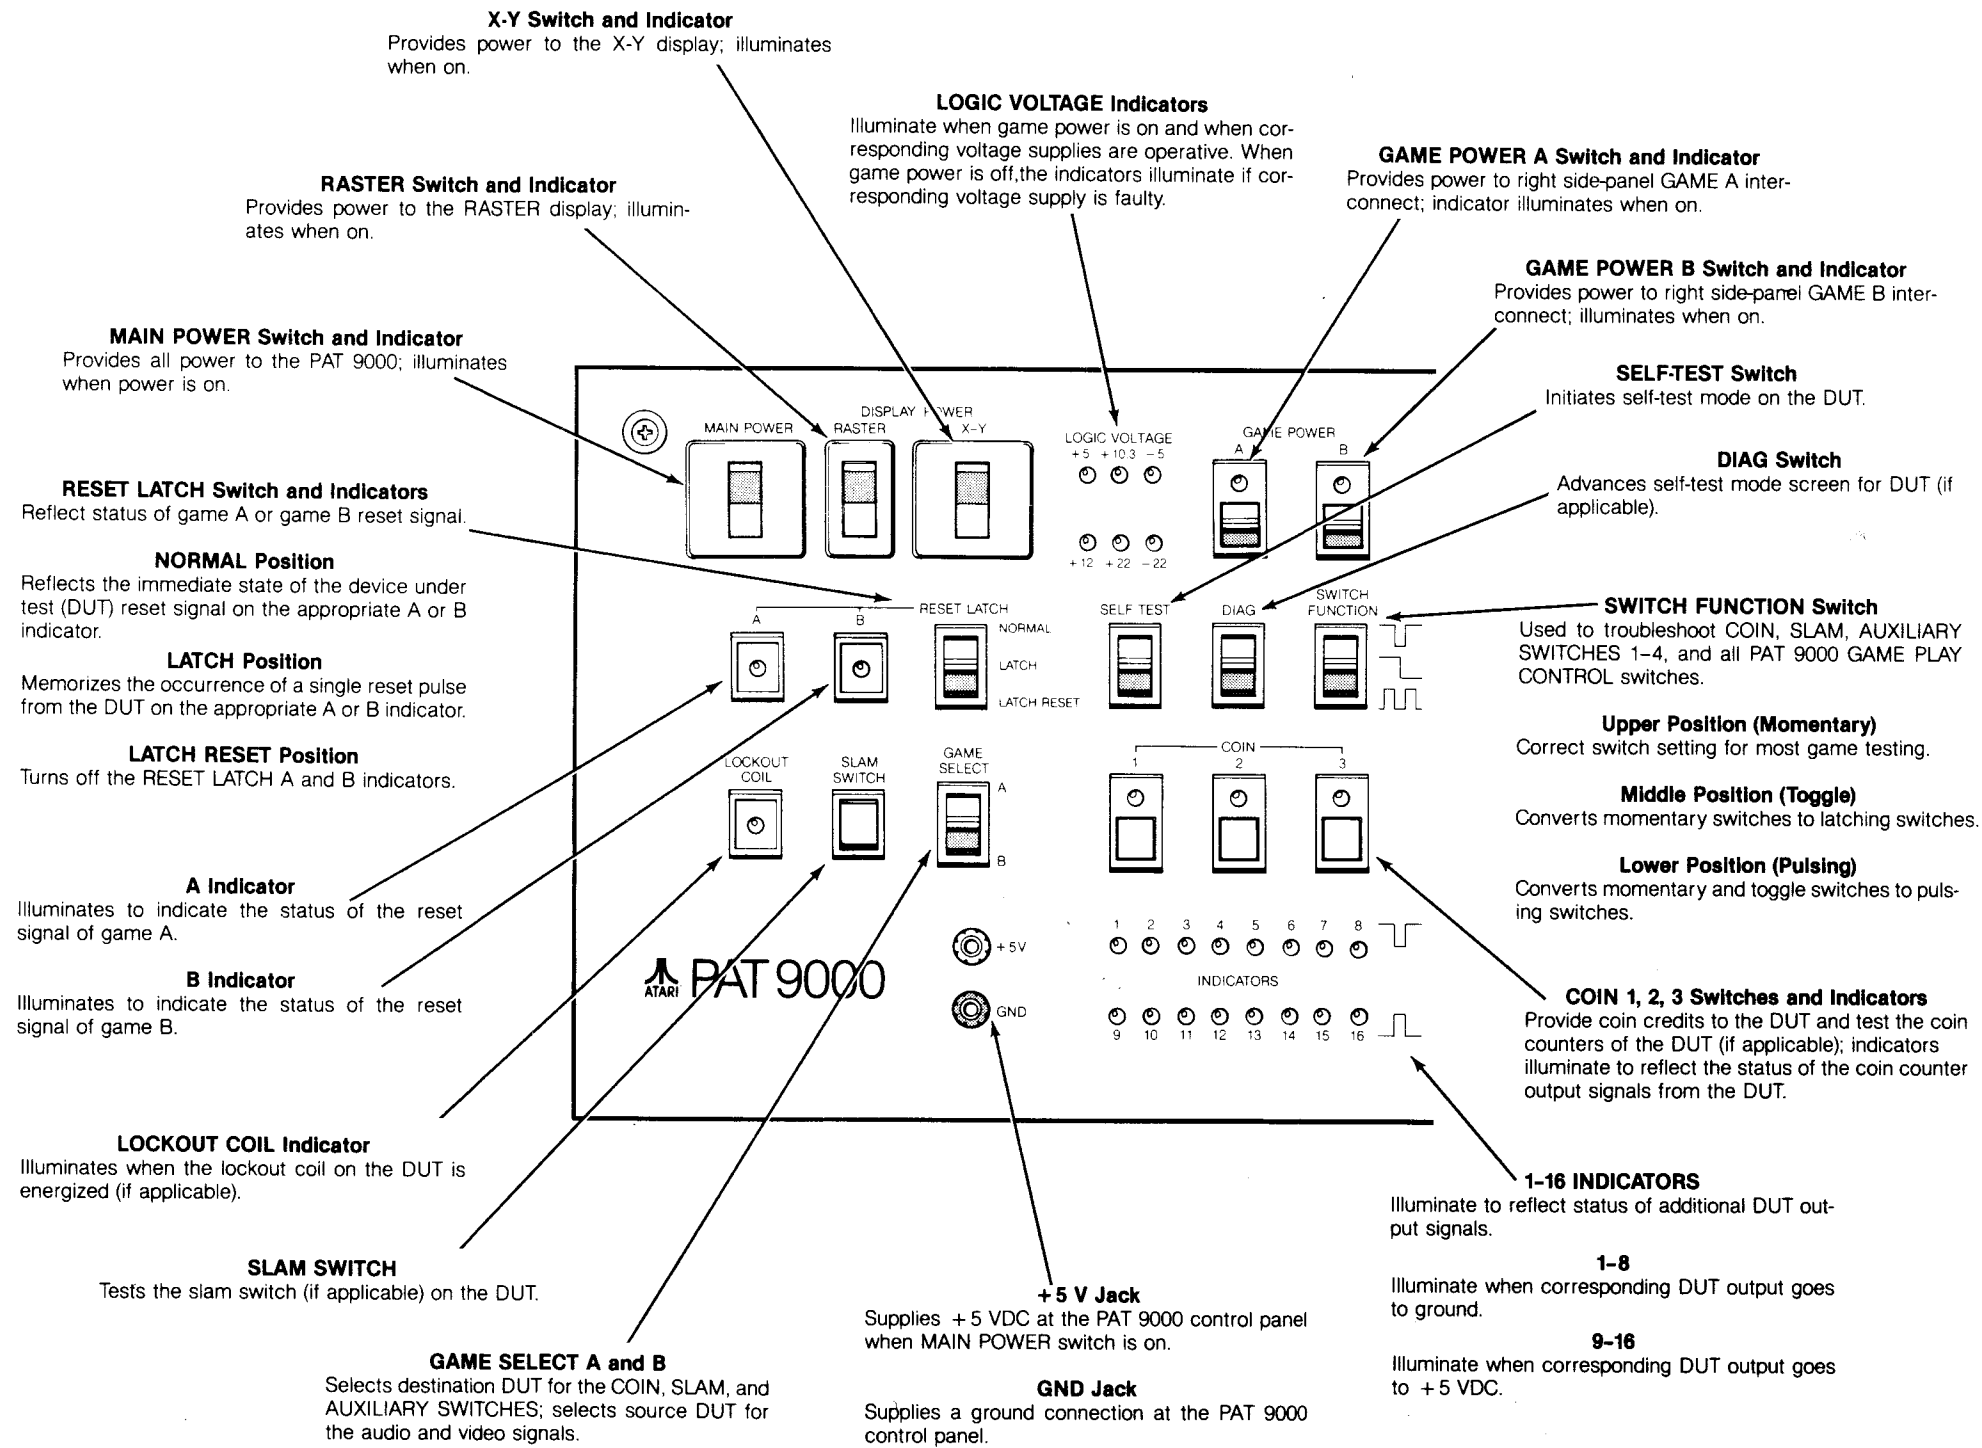 X-Y Switch and Indicator
Provides power to the X-Y display; illuminates
when on.
LOGIC VOLTAGE Indicators
Illuminate when game power is on and when cor-
responding voltage supplies are operative. When
game power is off,the indicators illuminate if cor-
responding voltage supply is faulty.
GAME POWER A Switch and Indicator
Provides power to right side-panel GAME A inter-
connect; indicator illuminates when on.
RASTER Switch and Indicator
Provides power to the RASTER display; illumin-
ates when on.
GAME POWER B Switch and Indicator
Provides power to right side-panel GAME B inter-
connect; illuminates when on.
MAIN POWER Switch and Indicator
Provides all power to the PAT 9000; illuminates
when power is on.
SELF-TEST Switch
Initiates self-test mode on the DUT.
DIAG Switch
Advances self-test mode screen for DUT (if
applicable).
RESET LATCH Switch and Indicators
Reflect status of game A or game B reset signal.
NORMAL Position
Reflects the immediate state of the device under
test (DUT) reset signal on the appropriate A or B
indicator.
LATCH Position
Memorizes the occurrence of a single reset pulse
from the DUT on the appropriate A or B indicator.
LATCH RESET Position
Turns off the RESET LATCH A and B indicators.
A Indicator
Illuminates to indicate the status of the reset
signal of game A.
B Indicator
Illuminates to indicate the status of the reset
signal of game B.
LOCKOUT COIL Indicator
Illuminates when the lockout coil on the DUT is
energized (if applicable).
SLAM SWITCH
Tests the slam switch (if applicable) on the DUT.
GAME SELECT A and B
Selects destination DUT for the COIN, SLAM, and
AUXILIARY SWITCHES; selects source DUT for
the audio and video signals.
DISPLAY POWER
MAIN POWER RASTER X-Y
LOGIC VOLTAGE
+5 +10.3 -5
+12 +22 -22
GAME POWER
A B
A B RESET LATCH
NORMAL
LATCH
LATCH RESET
SELF TEST
DIAG
SWITCH
FUNCTION
LOCKOUT
COIL
SLAM
SWITCH
GAME
SELECT
A
B
COIN
1 2 3
+5V
GND
ATARI PAT 9000
1 2 3 4 5 6 7 8
INDICATORS
9 10 11 12 13 14 15 16
SWITCH FUNCTION Switch
Used to troubleshoot COIN, SLAM, AUXILIARY
SWITCHES 1-4, and all PAT 9000 GAME PLAY
CONTROL switches.
Upper Position (Momentary)
Correct switch setting for most game testing.
Middle Position (Toggle)
Converts momentary switches to latching switches.
Lower Position (Pulsing)
Converts momentary and toggle switches to puls-
ing switches.
COIN 1, 2, 3 Switches and Indicators
Provide coin credits to the DUT and test the coin
counters of the DUT (if applicable); indicators
illuminate to reflect the status of the coin counter
output signals from the DUT.
1-16 INDICATORS
Illuminate to reflect status of additional DUT out-
put signals.
1-8
Illuminate when corresponding DUT output goes
to ground.
9-16
Illuminate when corresponding DUT output goes
to +5 VDC.
+5 V Jack
Supplies +5 VDC at the PAT 9000 control panel
when MAIN POWER switch is on.
GND Jack
Supplies a ground connection at the PAT 9000
control panel.